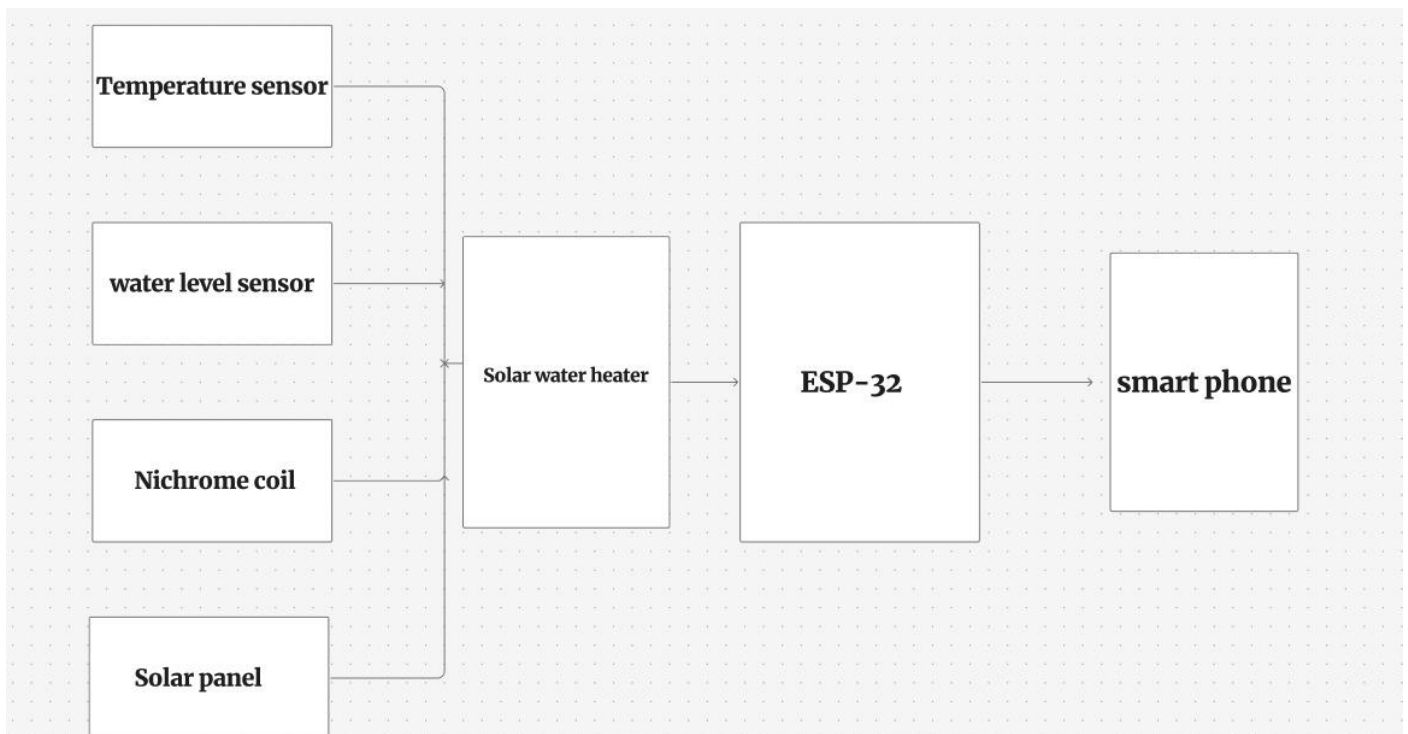 Temperature sensor
water level sensor
Nichrome coil
Solar panel
Solar water heater
ESP-32
smart phone